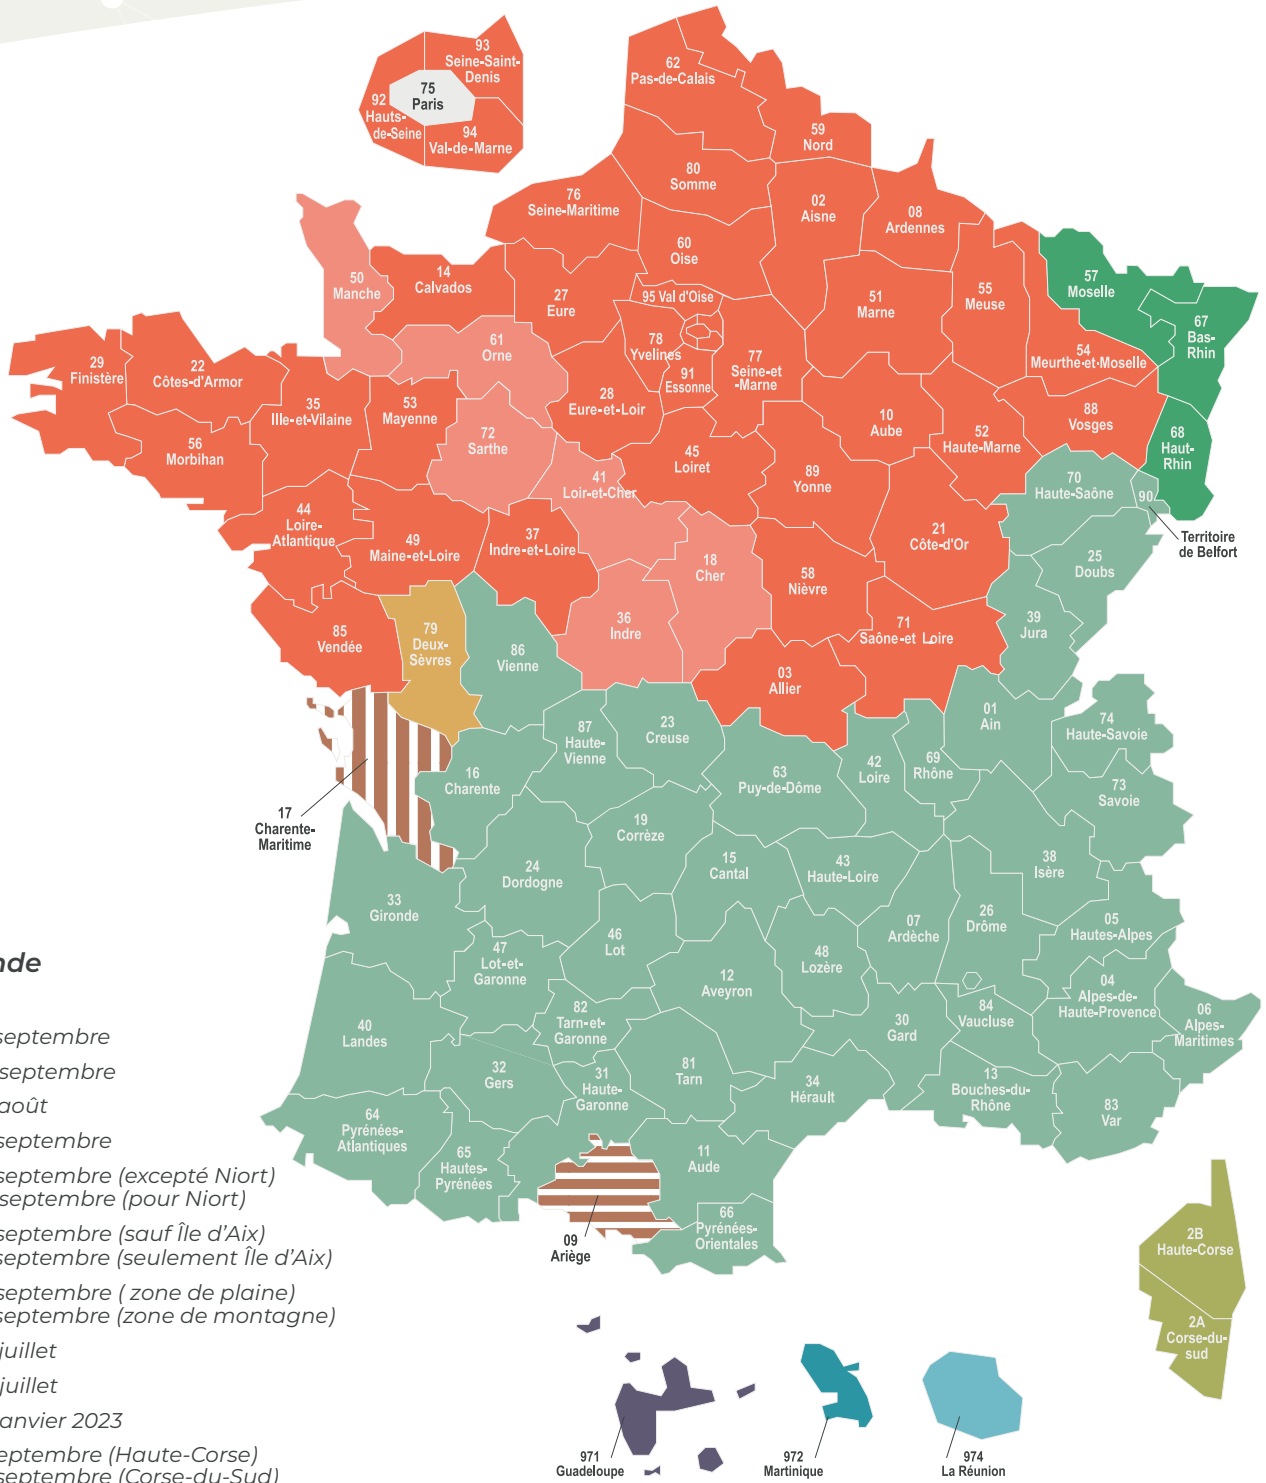 93
Seine-Saint-
Denis
75
Paris
92
Hauts-
de-Seine
94
Val-de-Marne
62
Pas-de-Calais
59
Nord
80
Somme
76
Seine-Maritime
02
Aisne
08
Ardennes
60
Oise
50
Manche
14
Calvados
27
Eure
95 Val d'Oise
51
Marne
55
Meuse
57
Moselle
67
Bas-
Rhin
61
Orne
78
Yvelines
91
Essonne
77
Seine-et
-Marne
54
Meurthe-et-Moselle
29
Finistère
22
Côtes-d'Armor
35
Ille-et-Vilaine
53
Mayenne
28
Eure-et-Loir
10
Aube
52
Haute-Marne
88
Vosges
68
Haut-
Rhin
56
Morbihan
72
Sarthe
41
Loir-et-Cher
45
Loiret
89
Yonne
70
Haute-Saône
90
Territoire
de Belfort
44
Loire-
Atlantique
49
Maine-et-Loire
37
Indre-et-Loire
18
Cher
58
Nièvre
21
Côte-d'Or
25
Doubs
85
Vendée
79
Deux-
Sèvres
86
Vienne
36
Indre
71
Saône-et Loire
39
Jura
03
Allier
01
Ain
74
Haute-Savoie
87
Haute-
Vienne
23
Creuse
16
Charente
63
Puy-de-Dôme
42
Loire
69
Rhône
73
Savoie
17
Charente-
Maritime
19
Corrèze
15
Cantal
43
Haute-Loire
38
Isère
24
Dordogne
33
Gironde
46
Lot
47
Lot-et-
Garonne
48
Lozère
07
Ardèche
26
Drôme
05
Hautes-Alpes
12
Aveyron
04
Alpes-de-
Haute-Provence
06
Alpes-
Maritimes
40
Landes
82
Tarn-et-
Garonne
30
Gard
84
Vaucluse
32
Gers
31
Haute-
Garonne
81
Tarn
34
Hérault
13
Bouches-du-
Rhône
83
Var
64
Pyrénées-
Atlantiques
65
Hautes-
Pyrénées
11
Aude
09
Ariège
66
Pyrénées-
Orientales
2B
Haute-Corse
2A
Corse-du-
sud
971
Guadeloupe
972
Martinique
974
La Réunion
nde
septembre
septembre
août
septembre
septembre (excepté Niort)
septembre (pour Niort)
septembre (sauf Île d'Aix)
septembre (seulement Île d'Aix)
septembre ( zone de plaine)
septembre (zone de montagne)
juillet
juillet
anvier 2023
eptembre (Haute-Corse)
septembre (Corse-du-Sud)